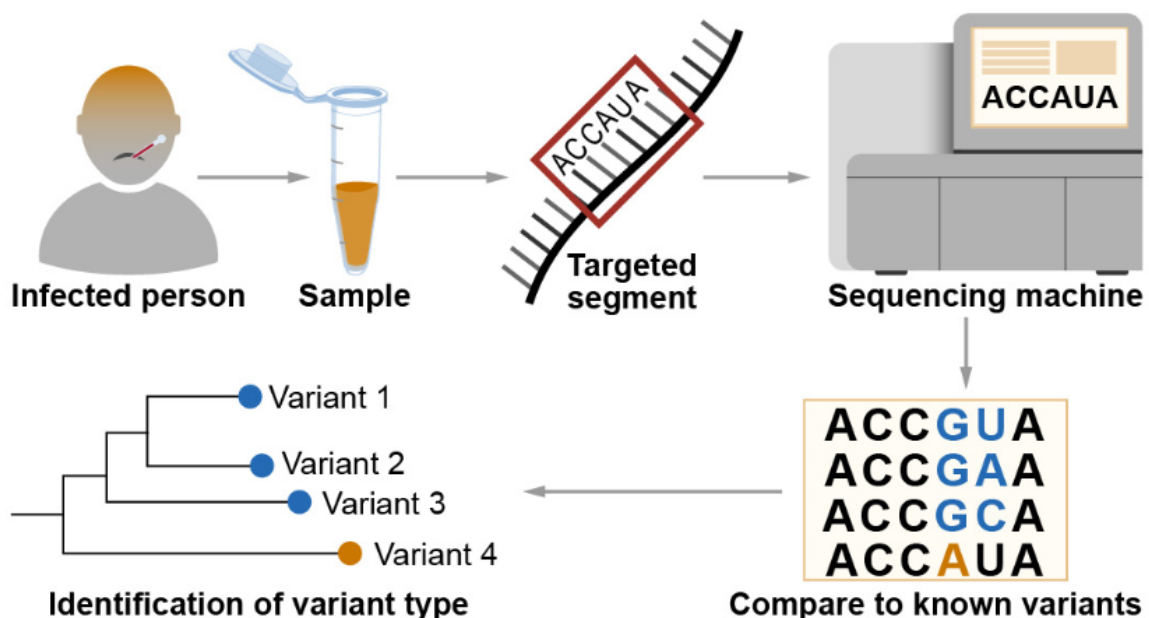 ACCAUA
ACCAUA
Infected person
Sample
Targeted
segment
Sequencing machine
ACCGUA
ACCGAA
ACCGCA
ACCAUA
Compare to known variants
Variant 1
Variant 2
Variant 3
Variant 4
Identification of variant type